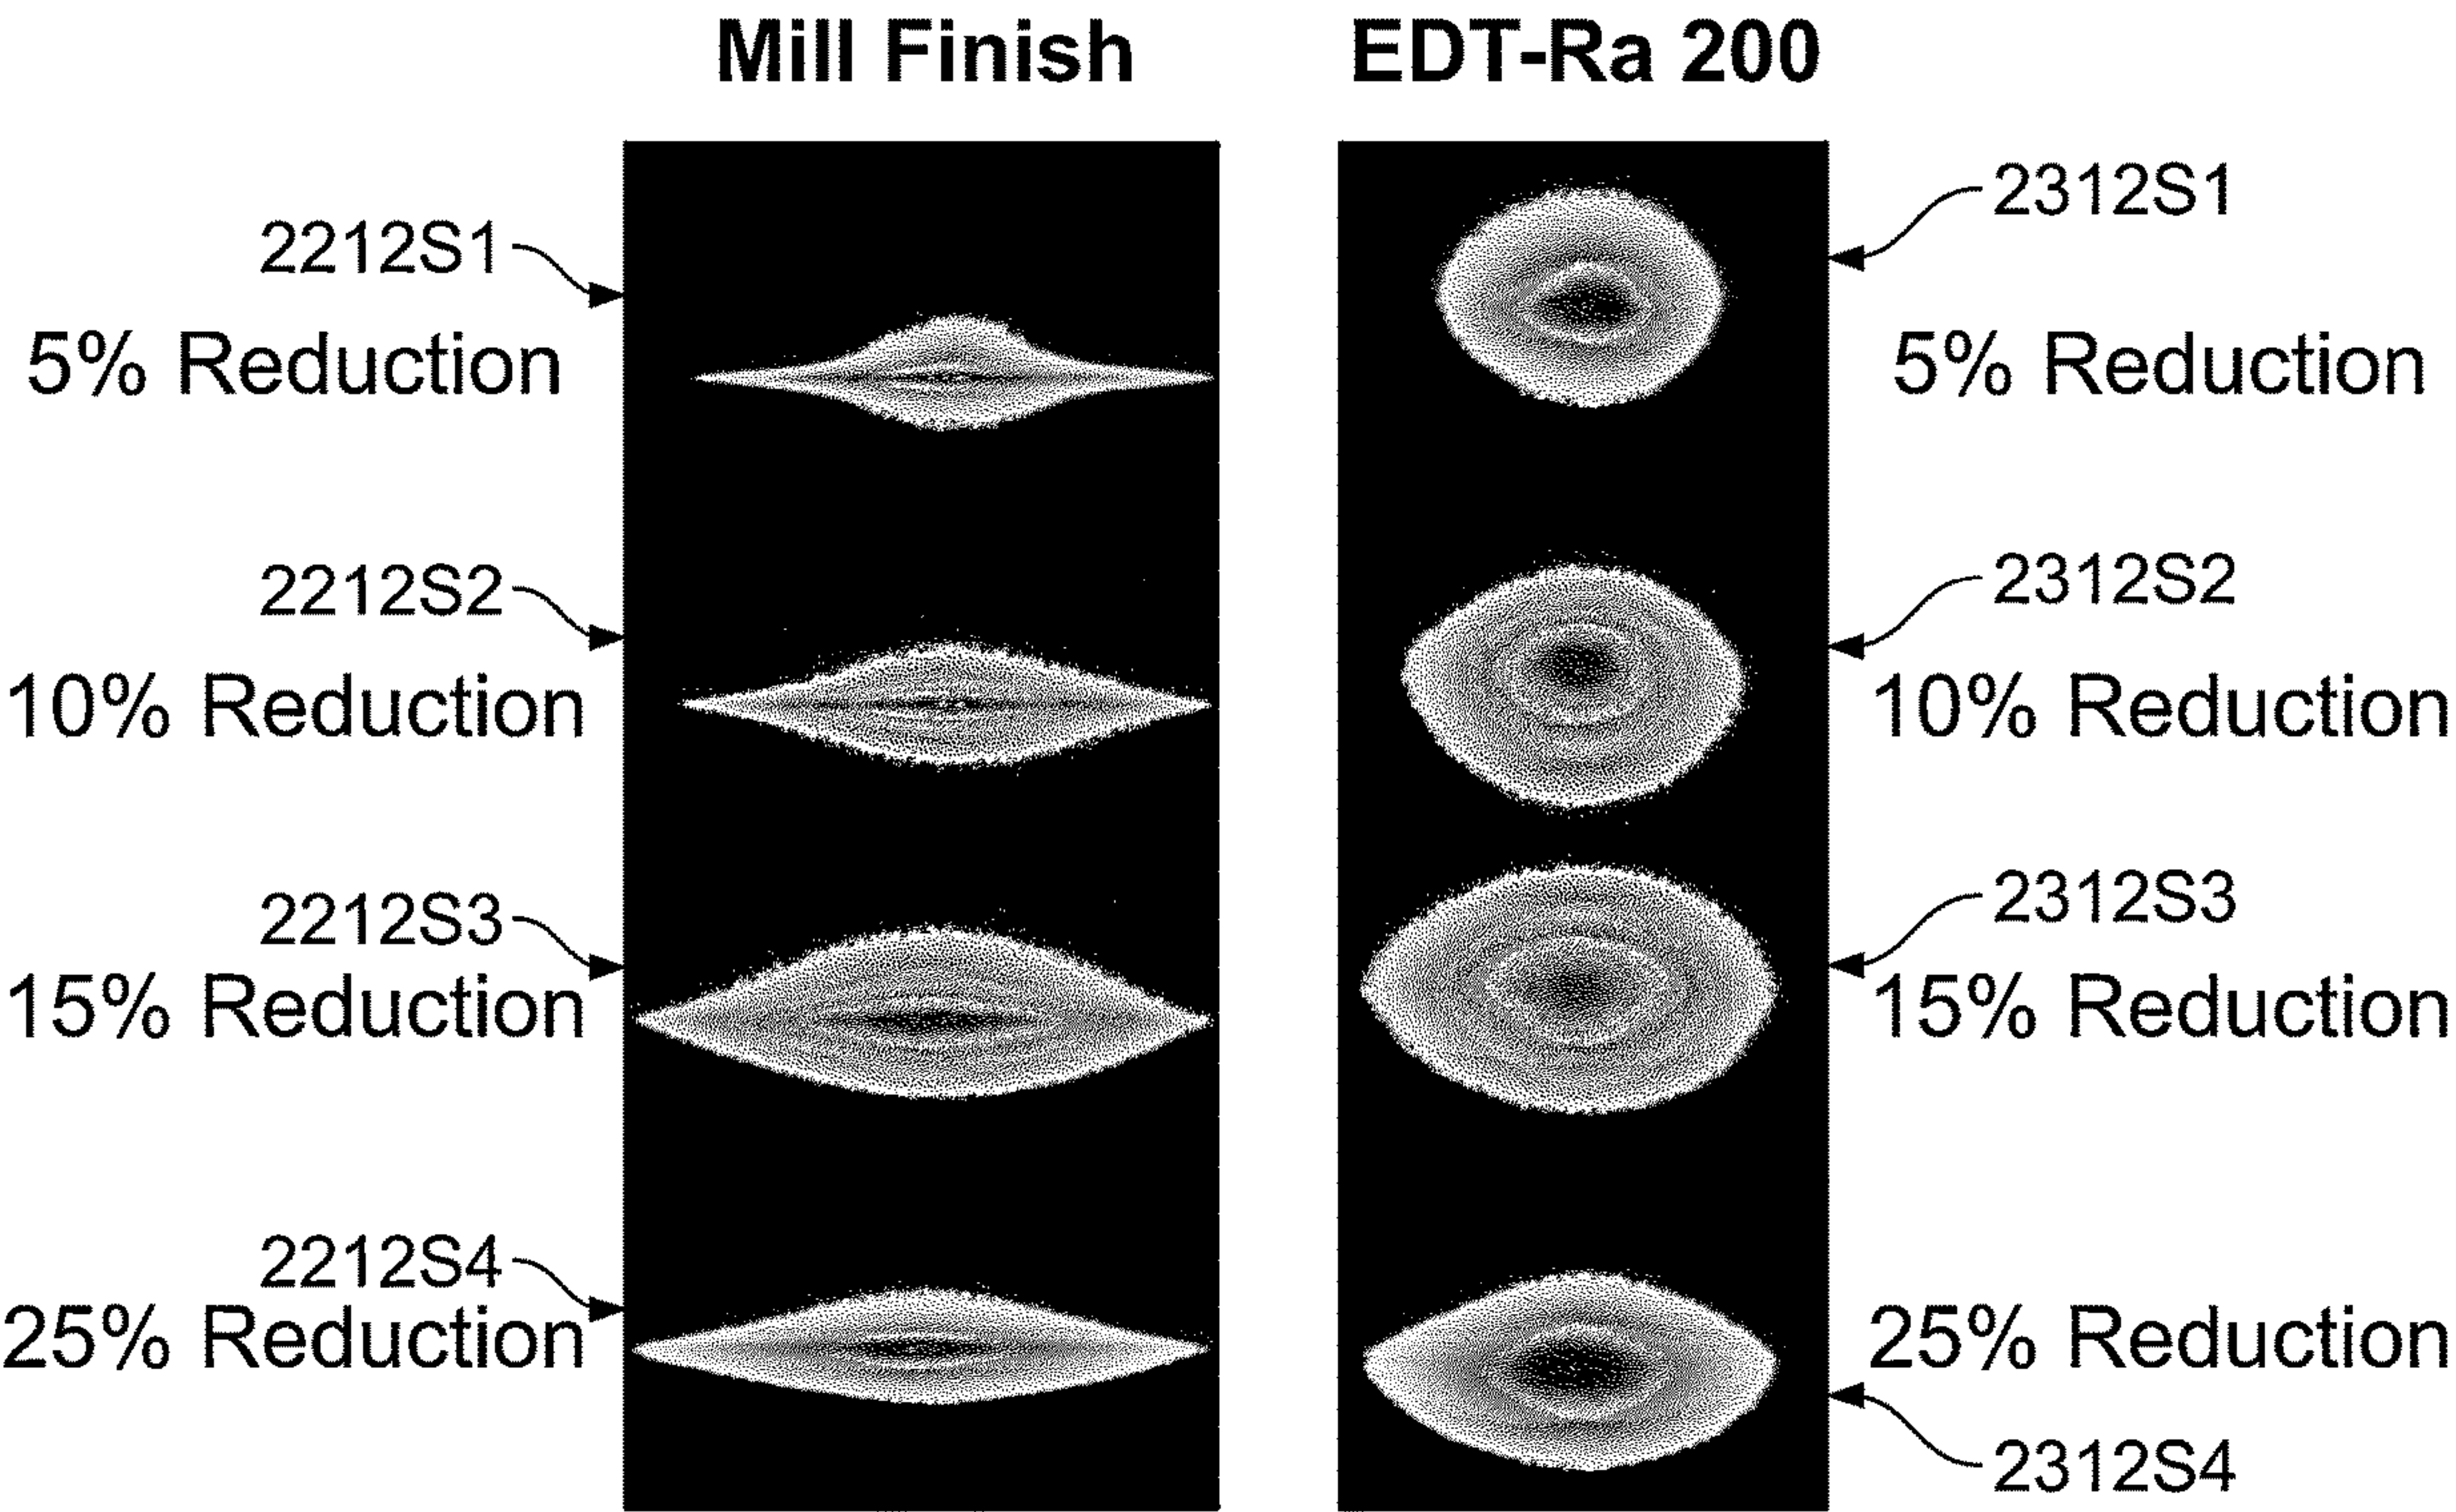 Mill Finish
EDT-Ra 200
2212S1
5% Reduction
2212S2
10% Reduction
2212S3
15% Reduction
2212S4
25% Reduction
2312S1
5% Reduction
2312S2
10% Reduction
2312S3
15% Reduction
25% Reduction
2312S4